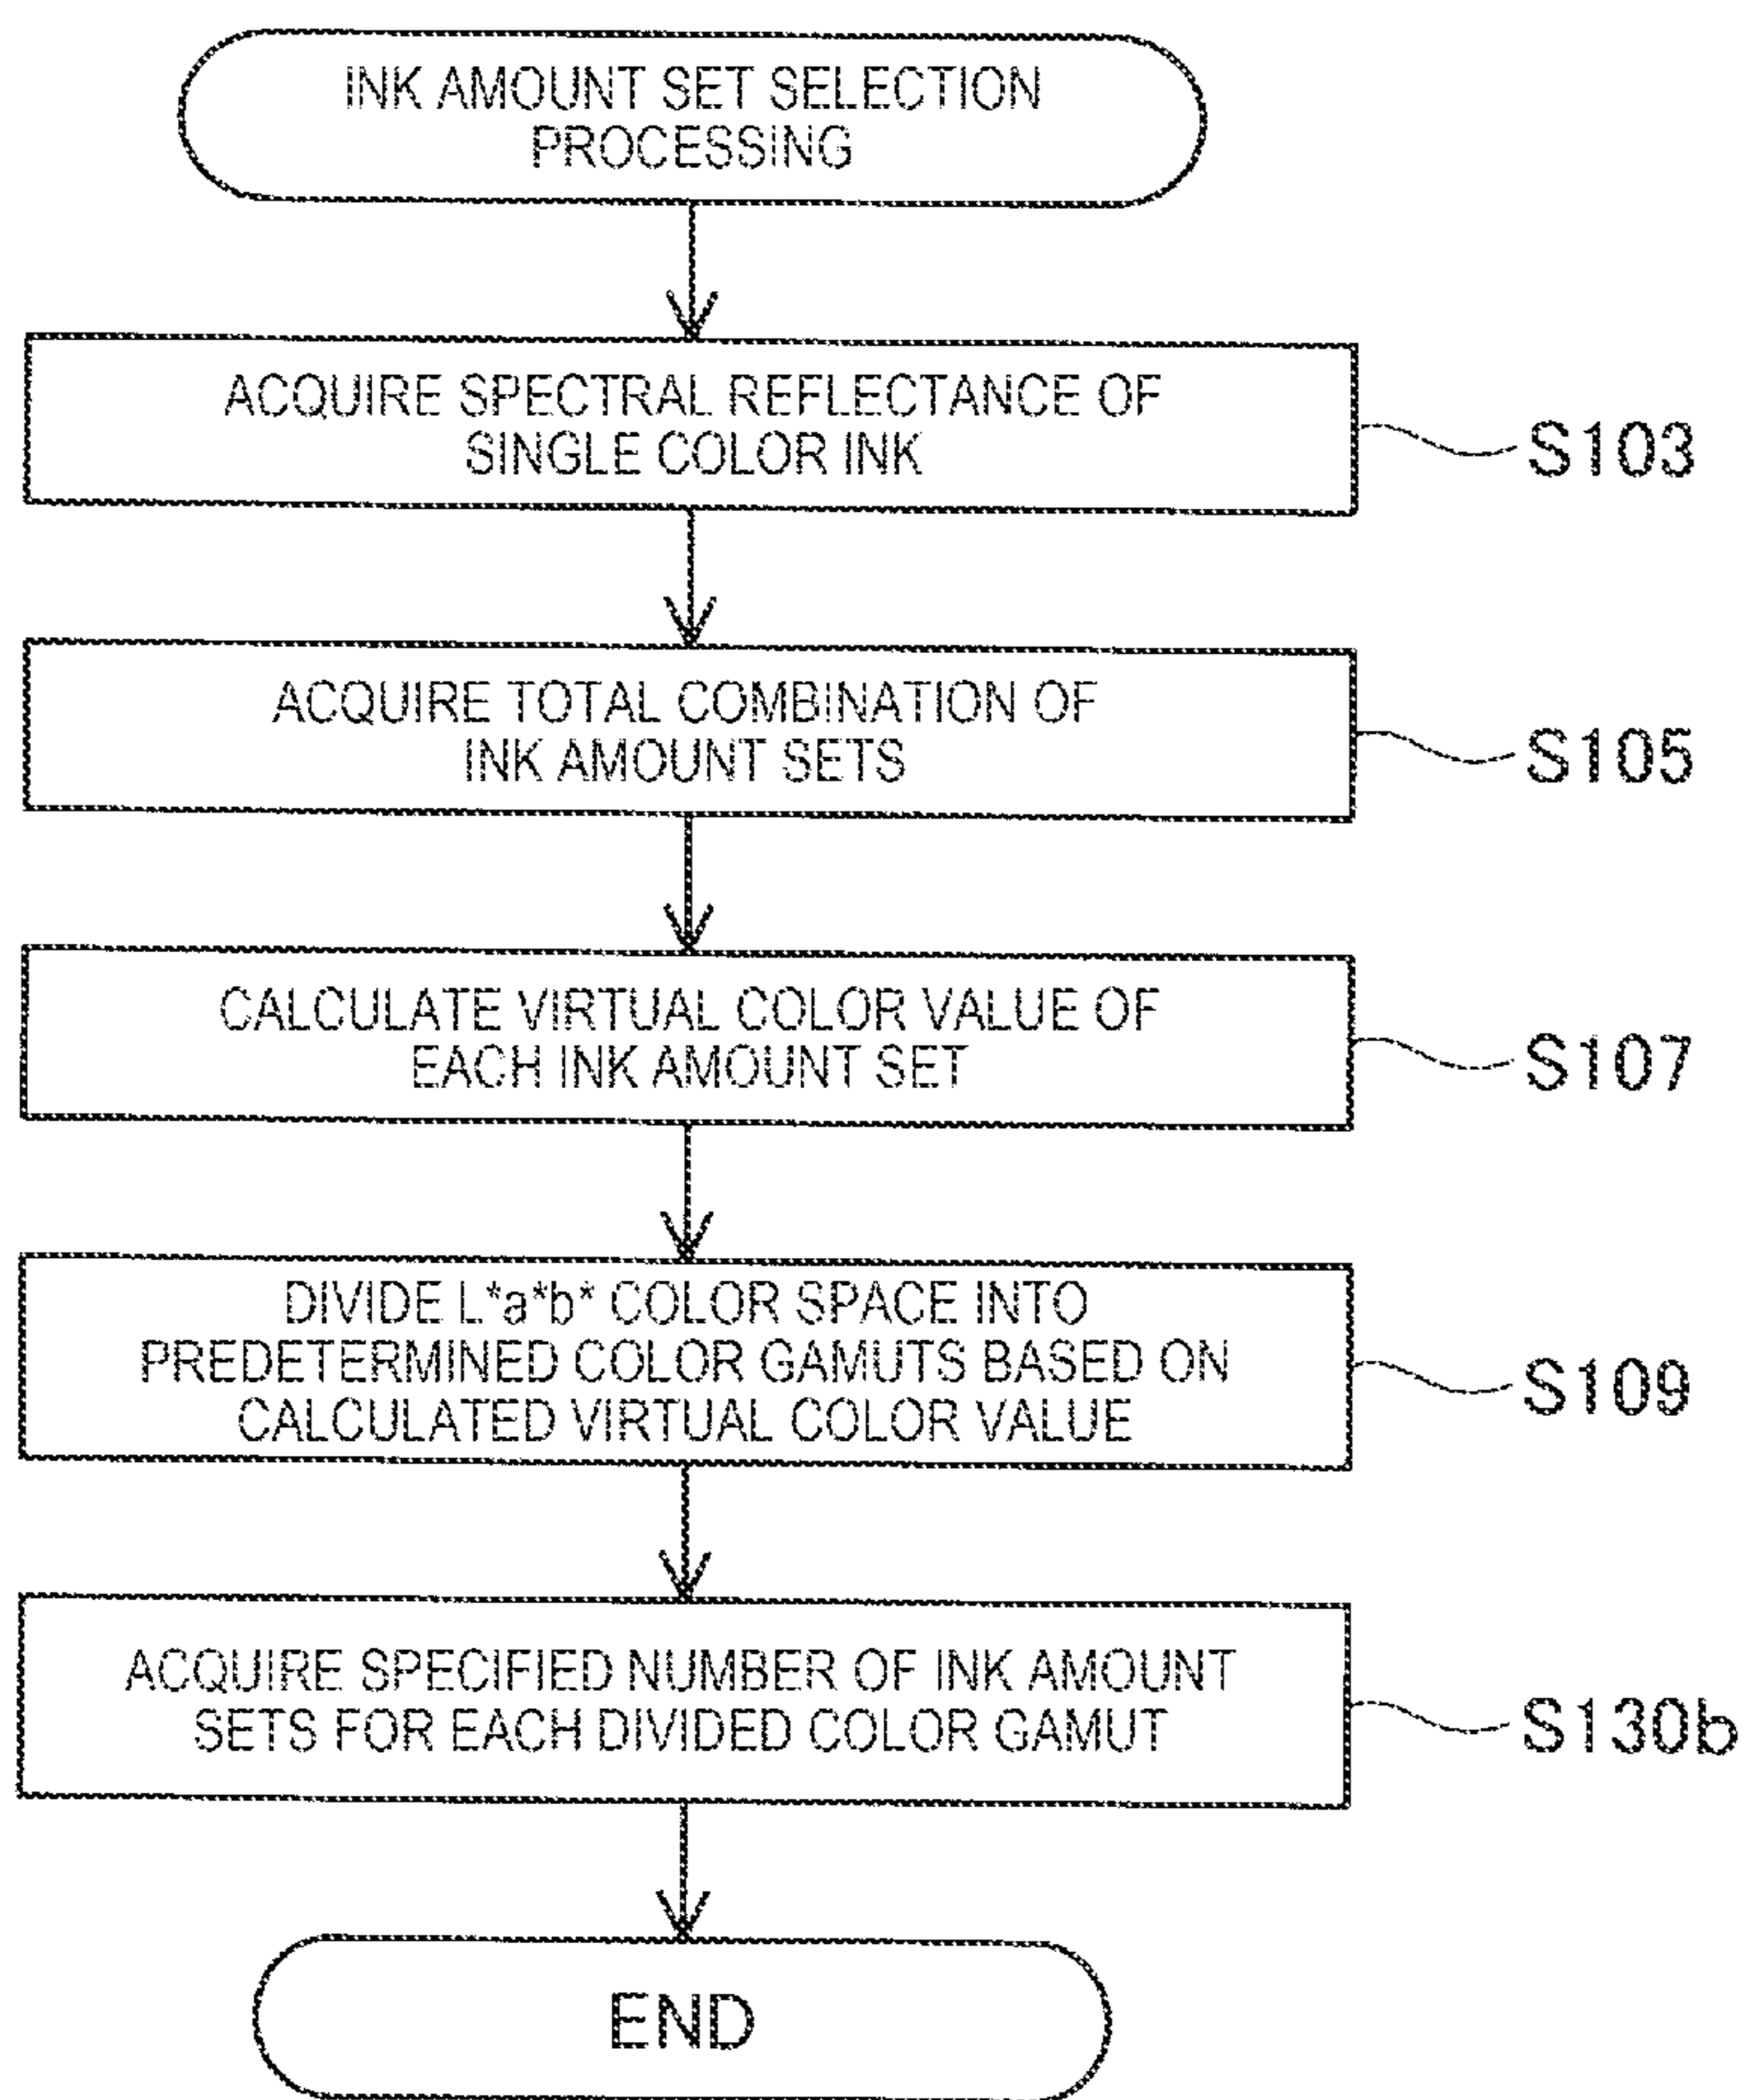 INK AMOUNT SET SELECTION
PROCESSING
ACQUIRE SPECTRAL REFLECTANCE OF
SINGLE COLOR INK
S103
ACQUIRE TOTAL COMBINATION OF
INK AMOUNT SETS
S105
CALCULATE VIRTUAL COLOR VALUE OF
EACH INK AMOUNT SET
S107
DIVIDE L*a*b* COLOR SPACE INTO
PREDETERMINED COLOR GAMUTS BASED ON
CALCULATED VIRTUAL COLOR VALUE
S109
ACQUIRE SPECIFIED NUMBER OF INK AMOUNT
SETS FOR EACH DIVIDED COLOR GAMUT
S130b
END